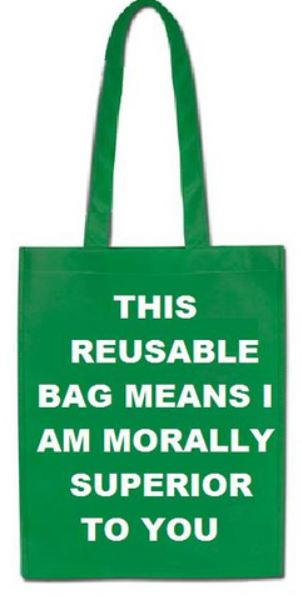 THIS
REUSABLE
BAG MEANS I
AM MORALLY
SUPERIOR
TO YOU